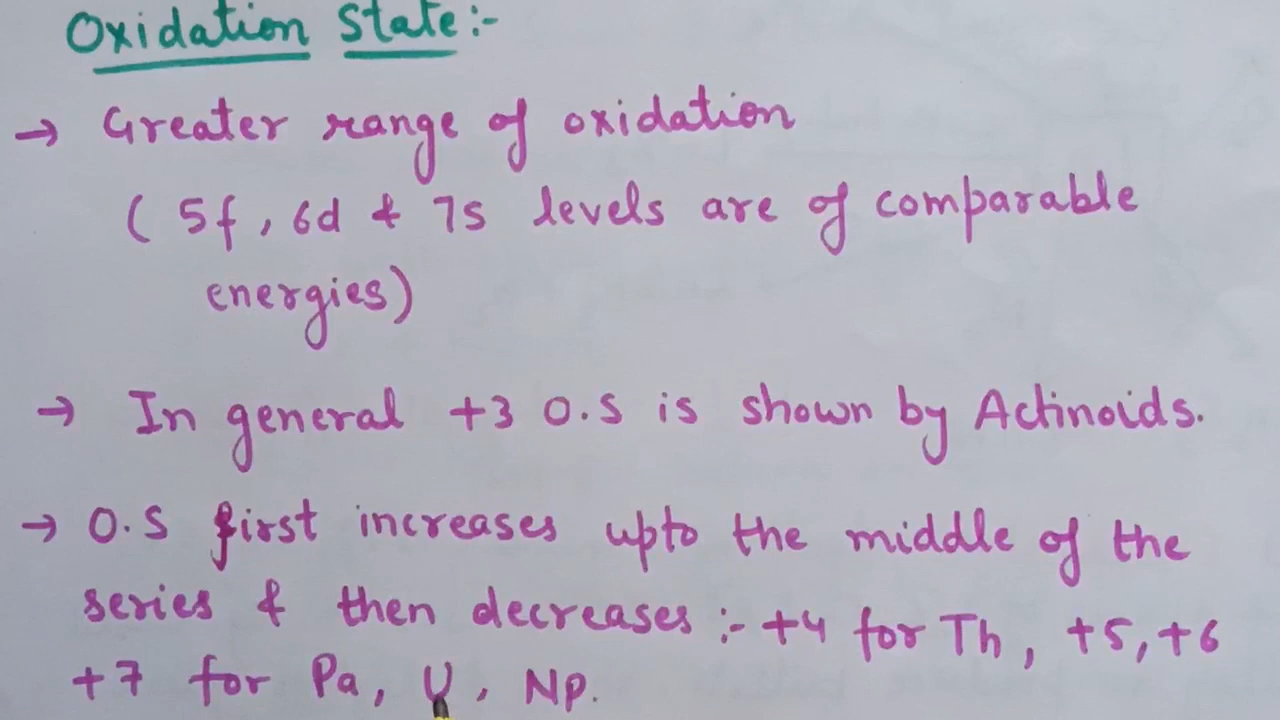 Oxidation State:-
→ Greater range of oxidation
( 5f, 6d & 7s levels are of comparable
energies)
→ In general +3 O.S is shown by Actinoids.
→ O.S first increases upto the middle of the
series & then decreases :- +4 for Th, +5, +6
+7 for Pa, U, Np.